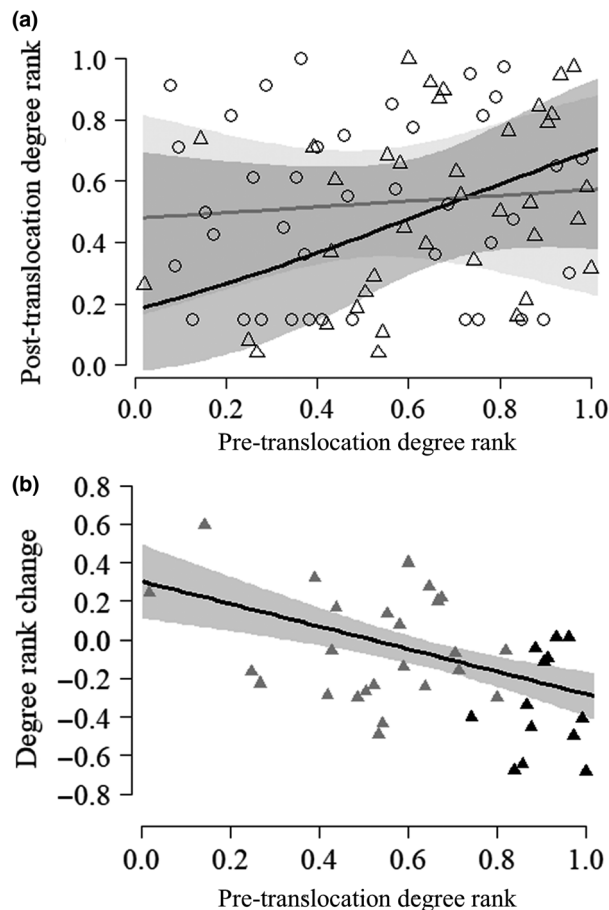 (a)
Post-translocation degree rank
1.0
0.8
0.6
0.4
0.2
0.0
0.0 0.2 0.4 0.6 0.8 1.0
Pre-translocation degree rank
(b)
Degree rank change
0.8
0.6
0.4
0.2
0.0
−0.2
−0.4
−0.6
−0.8
0.0 0.2 0.4 0.6 0.8 1.0
Pre-translocation degree rank